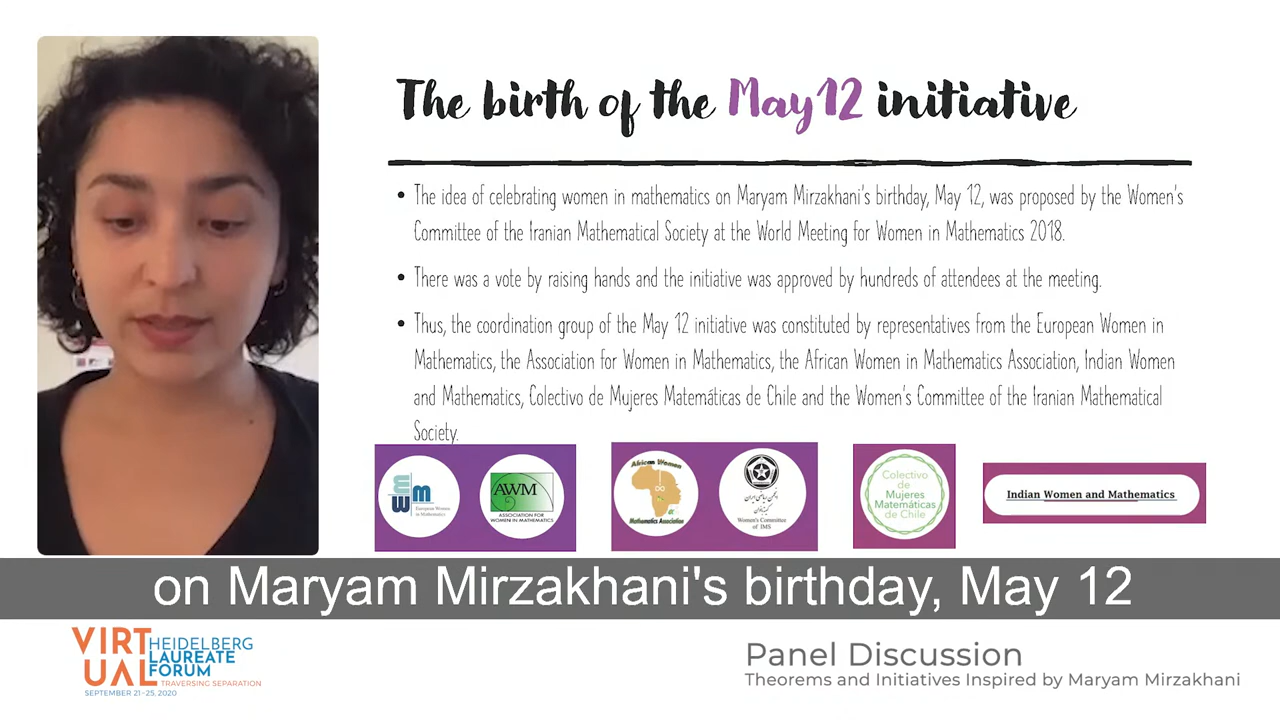 The birth of the May12 initiative
• The idea of celebrating women in mathematics on Maryam Mirzakhani's birthday, May 12, was proposed by the Women's
Committee of the Iranian Mathematical Society at the World Meeting for Women in Mathematics 2018.
• There was a vote by raising hands and the initiative was approved by hundreds of attendees at the meeting.
• Thus, the coordination group of the May 12 initiative was constituted by representatives from the European Women in
Mathematics, the Association for Women in Mathematics, the African Women in Mathematics Association, Indian Women
and Mathematics, Colectivo de Mujeres Matemáticas de Chile and the Women's Committee of the Iranian Mathematical
Society.
European Women
in Mathematics
AWM
ASSOCIATION FOR
WOMEN IN MATHEMATICS
African Women
Mathematics Association
Women's Committee
of IMS
Colectivo
de
Mujeres
Matemáticas
de Chile
Indian Women and Mathematics
on Maryam Mirzakhani's birthday, May 12
VIRTUAL
HEIDELBERG
LAUREATE
FORUM
TRAVERSING SEPARATION
SEPTEMBER 21–25, 2020
Panel Discussion
Theorems and Initiatives Inspired by Maryam Mirzakhani